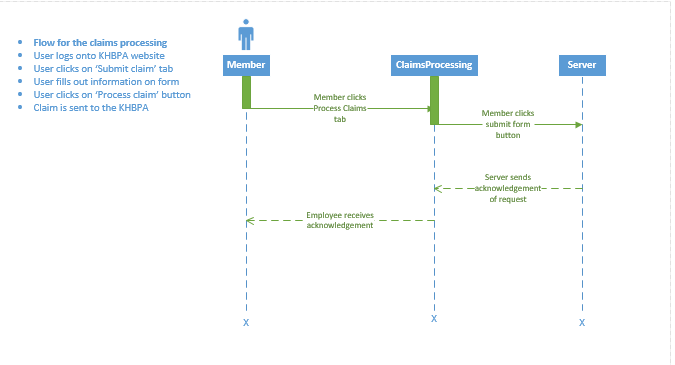 Flow for the claims processing
User logs onto KHBPA website
User clicks on ‘Submit claim’ tab
User fills out information on form
User clicks on ‘Process claim’ button
Claim is sent to the KHBPA
Member
ClaimsProcessing
Server
Member clicks
Process Claims
tab
Member clicks
submit form
button
Server sends
acknowledgement
of request
Employee receives
acknowledgement
X
X
X